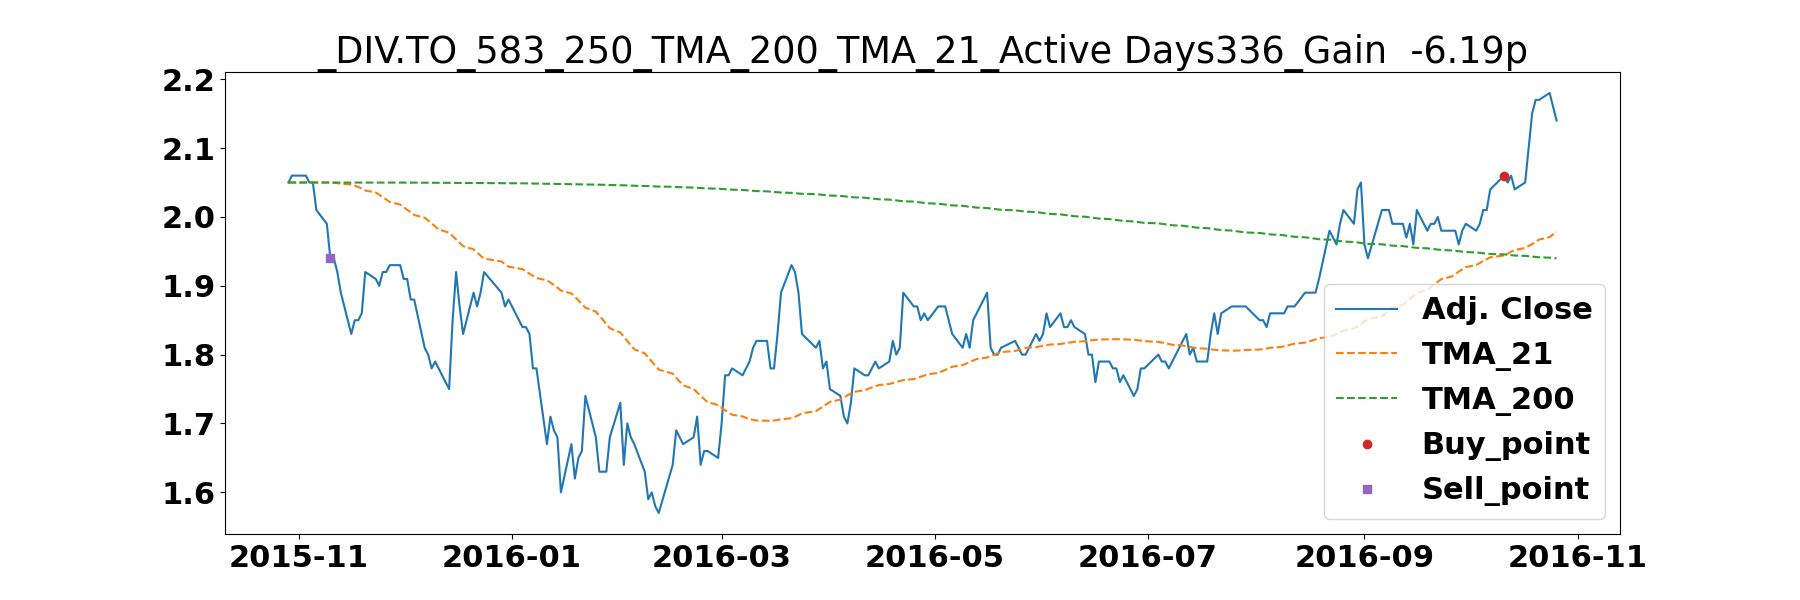 _DIV.TO_583_250_TMA_200_TMA_21_Active Days336_Gain  -6.19p
2.2
2.1
2.0
1.9
1.8
1.7
1.6
Adj. Close
TMA_21
TMA_200
Buy_point
Sell_point
2015-11 2016-01 2016-03 2016-05 2016-07 2016-09 2016-11